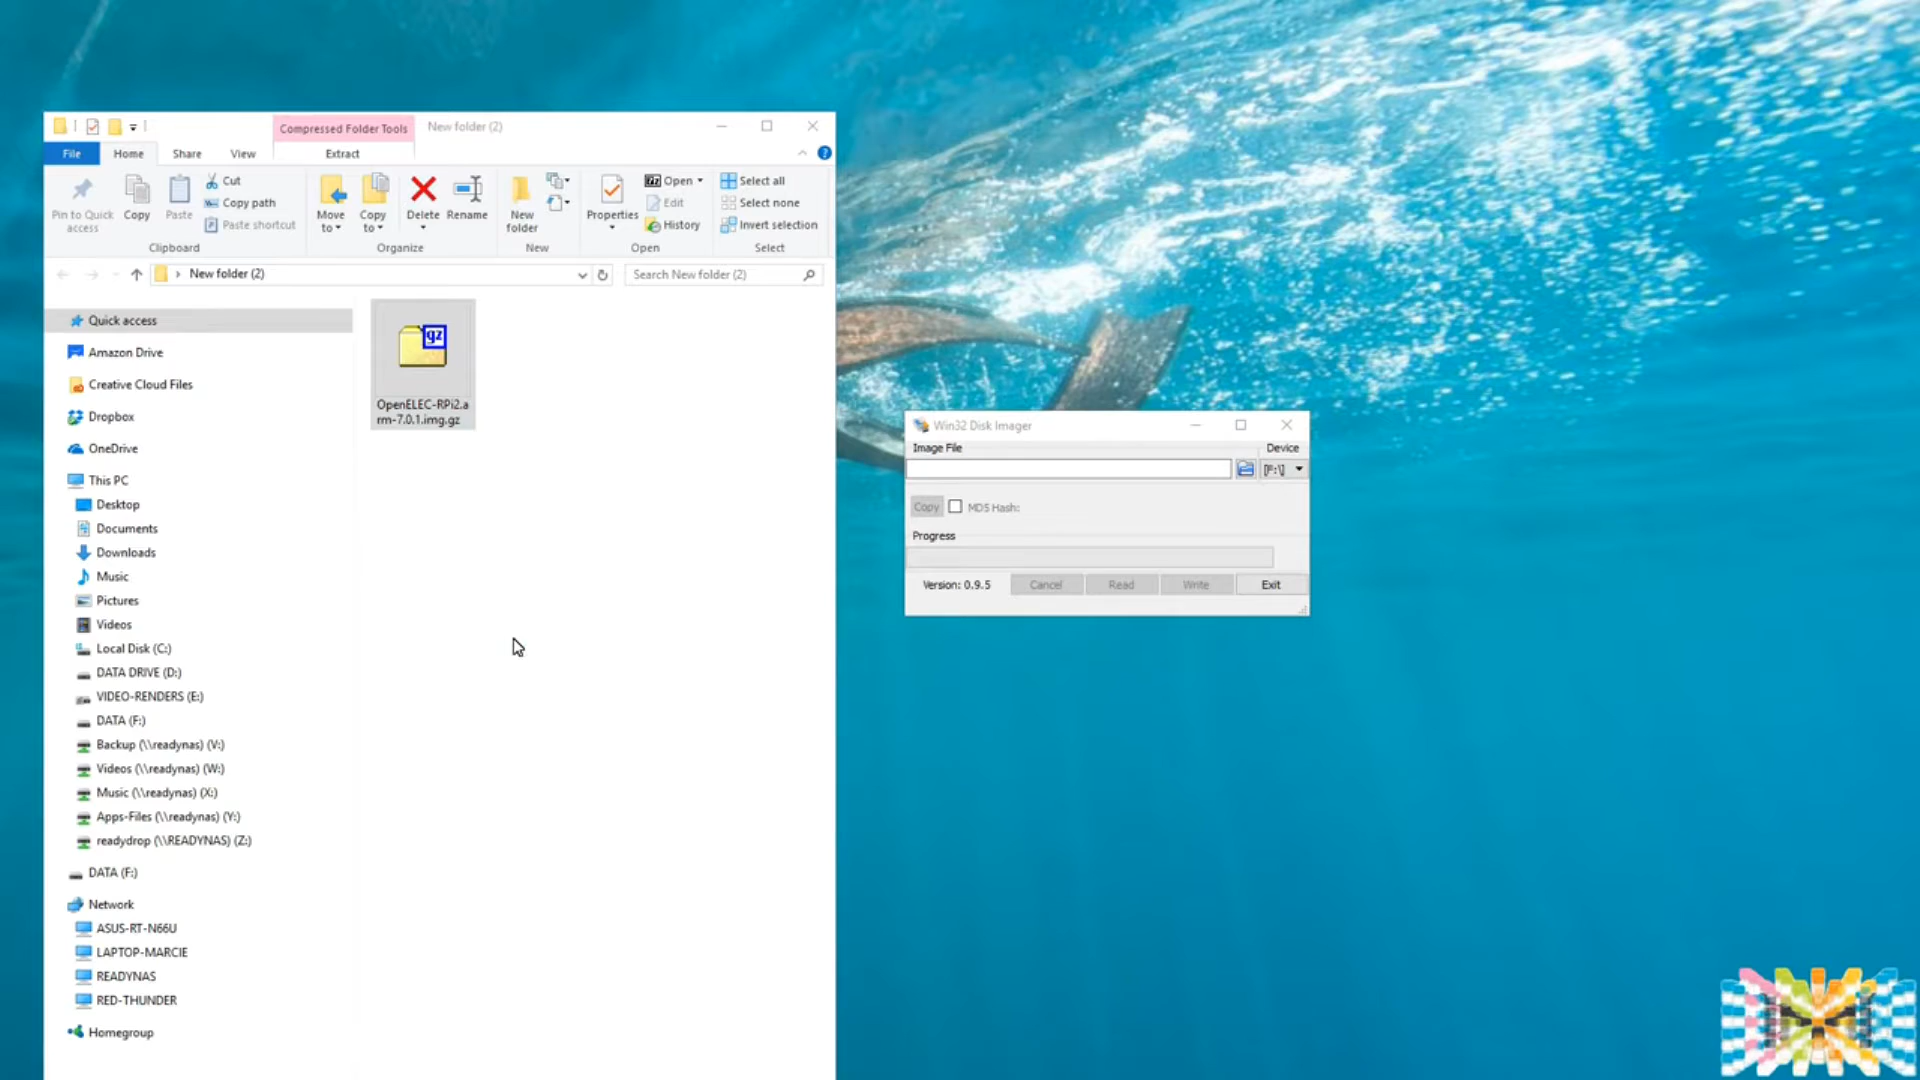 Compressed Folder Tools
New folder (2)
File
Home
Share
View
Extract
Pin to Quick access
Copy
Paste
Cut
Copy path
Paste shortcut
Clipboard
Move to
Copy to
Delete
Rename
Organize
New folder
New
Properties
Open
Edit
History
Open
Select all
Select none
Invert selection
Select
New folder (2)
Search New folder (2)
Quick access
Amazon Drive
Creative Cloud Files
Dropbox
OneDrive
This PC
Desktop
Documents
Downloads
Music
Pictures
Videos
Local Disk (C:)
DATA DRIVE (D:)
VIDEO-RENDERS (E:)
DATA (F:)
Backup (\\readynas) (V:)
Videos (\\readynas) (W:)
Music (\\readynas) (X:)
Apps-Files (\\readynas) (Y:)
readydrop (\\READYNAS) (Z:)
DATA (F:)
Network
ASUS-RT-N66U
LAPTOP-MARCIE
READYNAS
RED-THUNDER
Homegroup
gz
OpenELEC-RPi2.a
rm-7.0.1.img.gz
Win32 Disk Imager
Image File
Device
[F:\]
Copy
MD5 Hash:
Progress
Version: 0.9.5
Cancel
Read
Write
Exit